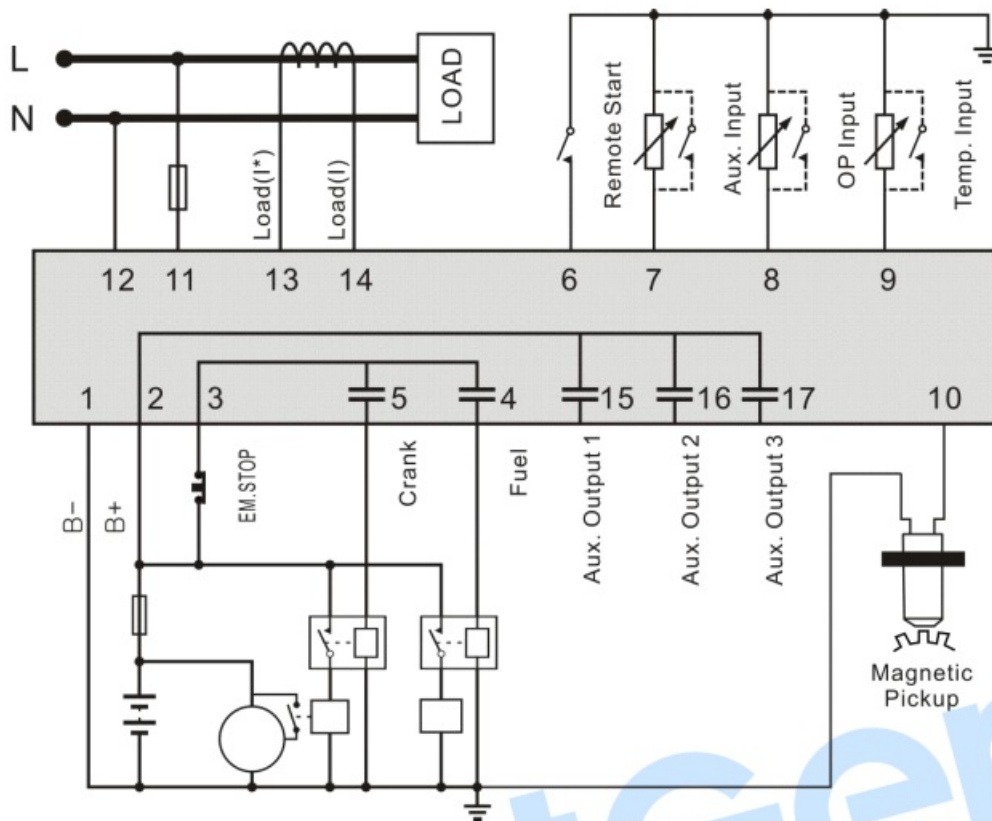 L
N
LOAD
Load(I*)
Load(I)
Remote Start
Aux. Input
OP Input
Temp. Input
12 11 13 14 6 7 8 9
1 2 3 5 4 15 16 17 10
B-
B+
EM.STOP
Crank
Fuel
Aux. Output 1
Aux. Output 2
Aux. Output 3
Magnetic
Pickup